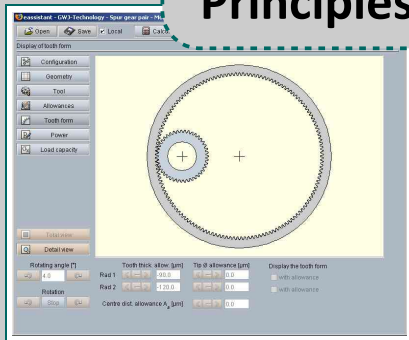 Principles
eassistant - GWJ-Technology - Spur gear pair - M
Open Save Local Calc
Display of tooth form
Configuration
Geometry
Tool
Allowances
Tooth form
Power
Load capacity
Total view
Detail view
Rotating angle [°] Tooth thick. allow. [µm] Tip Ø allowance [µm] Display the tooth form
4.0 Rad 1 -90.0 0.0 with allowance
Rotation Rad 2 -120.0 0.0 with allowance
Stop Centre dist. allowance A [µm] 0.0